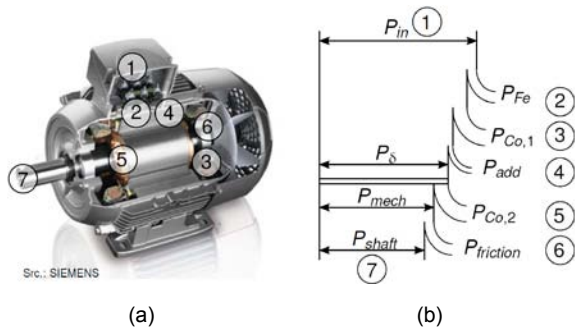 1
2
4
6
5
3
7
Src.: SIEMENS
(a)
P_in 1
P_Fe 2
P_Co,1 3
P_δ
P_add 4
P_mech
P_Co,2 5
P_shaft
P_friction 6
7
(b)